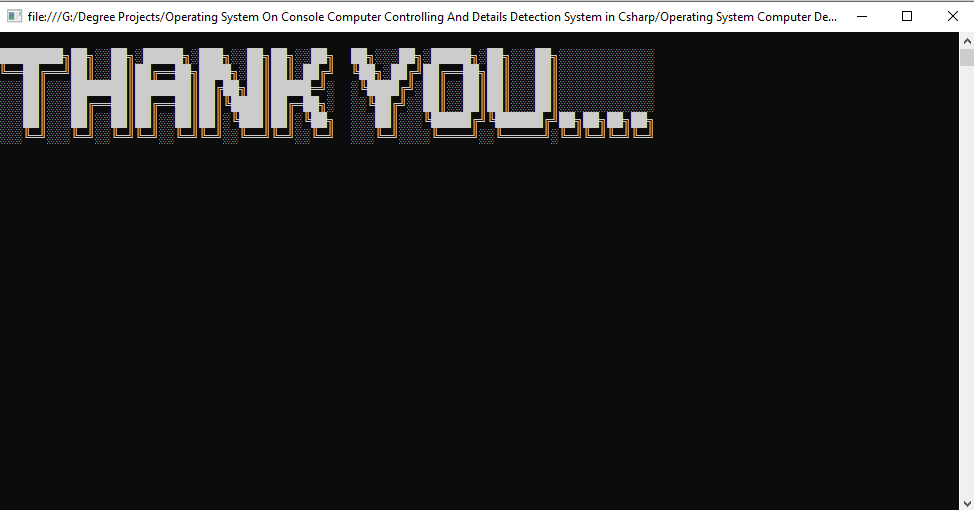 file:///G:/Degree Projects/Operating System On Console Computer Controlling And Details Detection System in Csharp/Operating System Computer De...
THANK YOU....